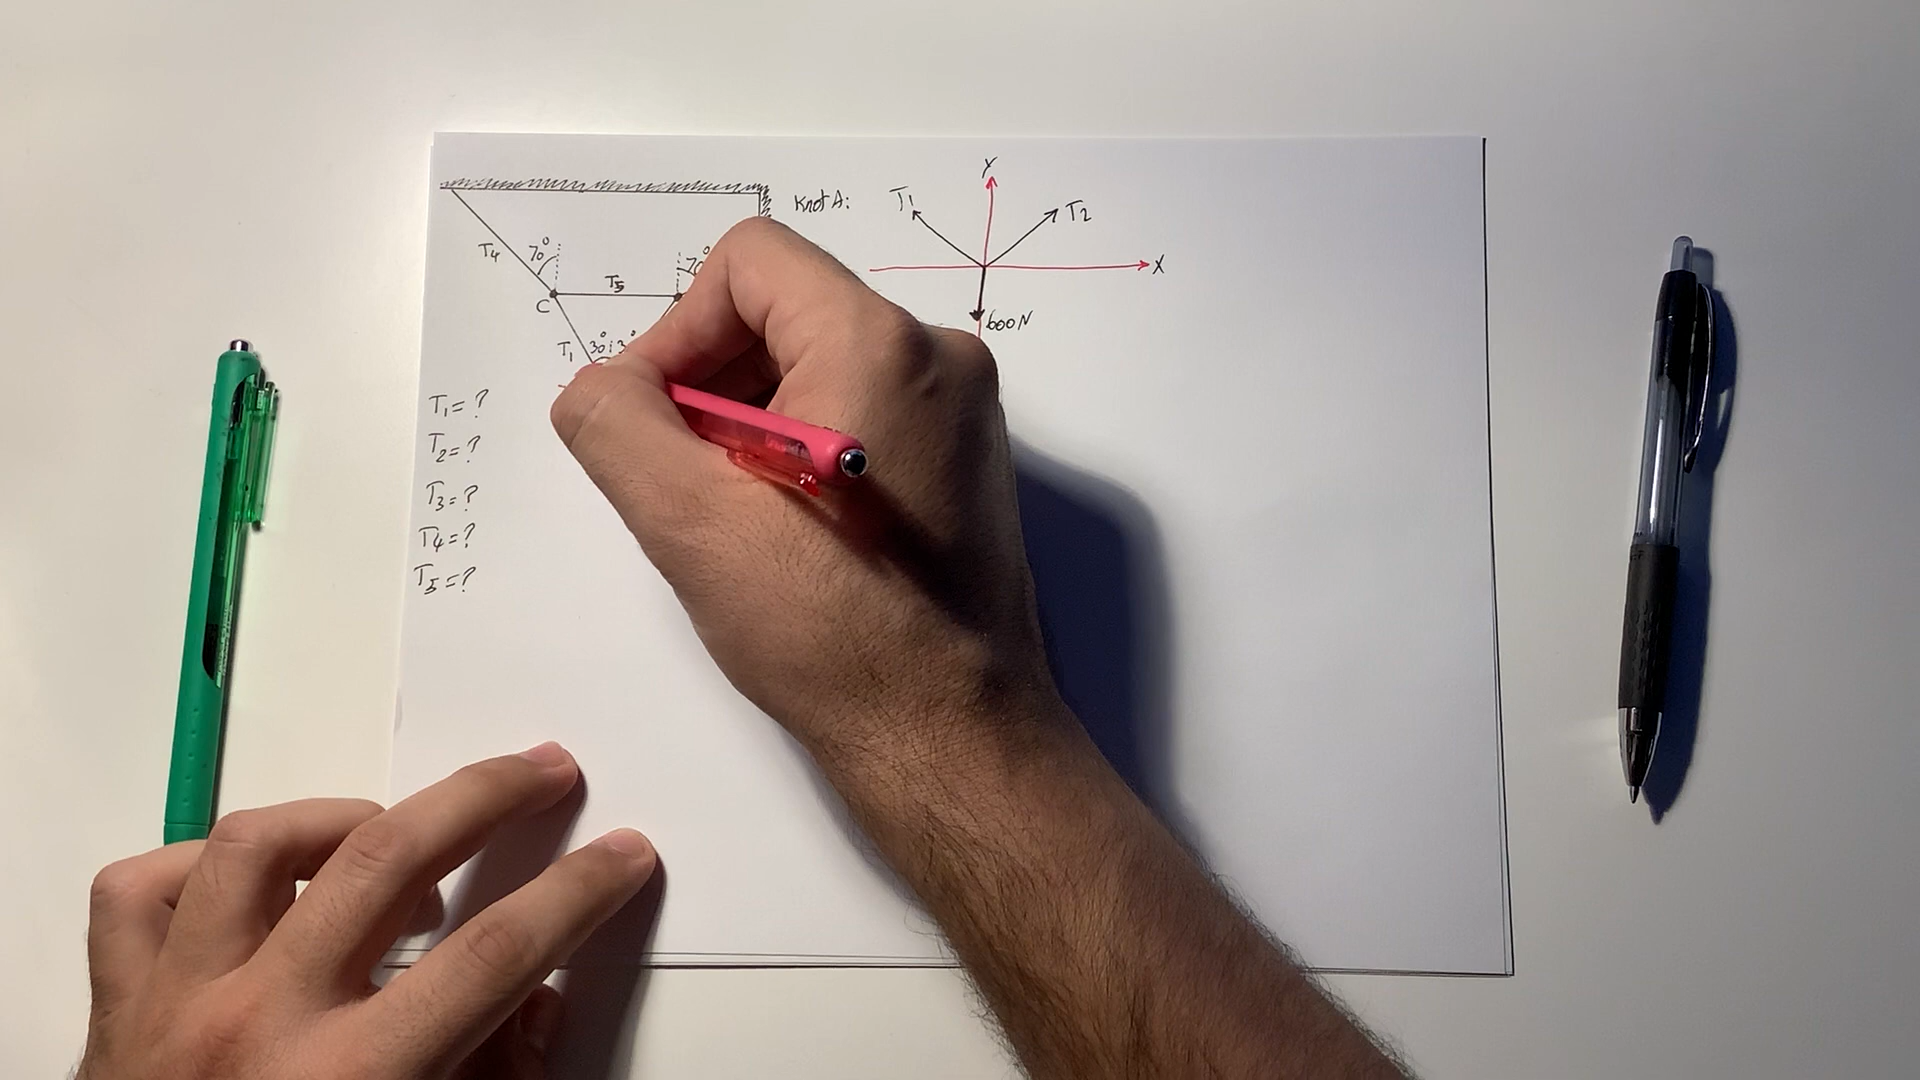 Knot A:
Y
T1
T2
X
600N
T4
70°
70°
T5
C
T1
30°
T1=?
T2=?
T3=?
T4=?
T5=?